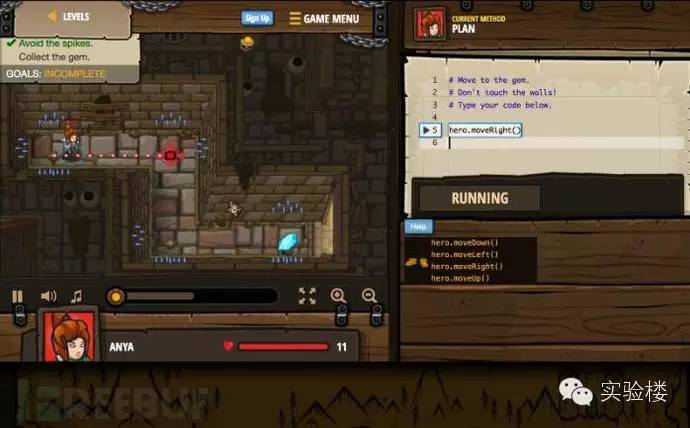 LEVELS
Sign Up
GAME MENU
✓ Avoid the spikes.
Collect the gem.
GOALS: INCOMPLETE
CURRENT METHOD
PLAN
1 # Move to the gem.
2 # Don't touch the walls!
3 # Type your code below.
4
5 hero.moveRight()
6
RUNNING
Help
hero.moveDown()
hero.moveLeft()
hero.moveRight()
hero.moveUp()
ANYA
11
FREEBUF
实验楼